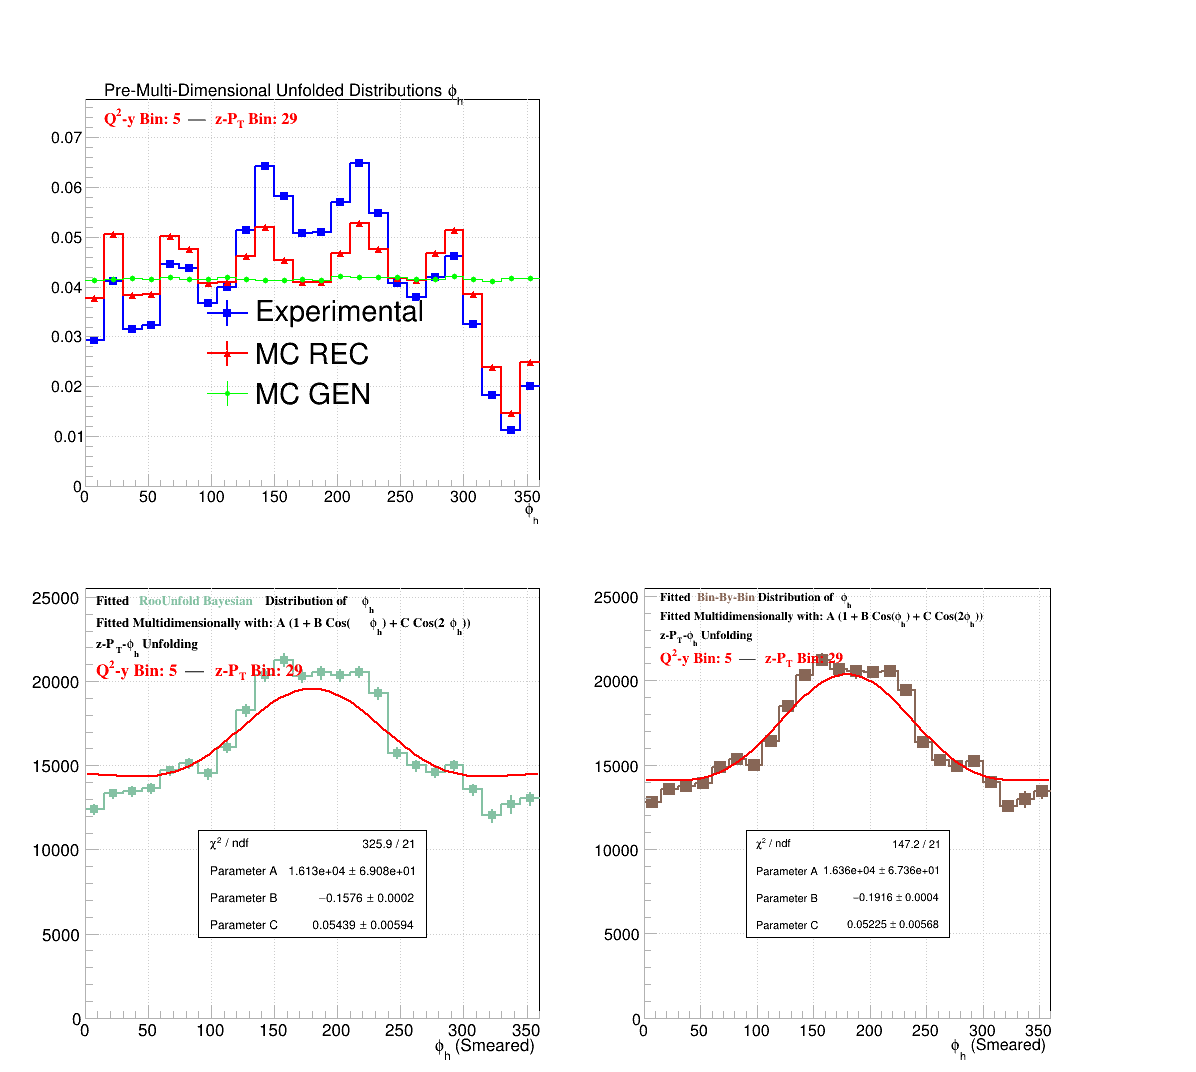 Pre-Multi-Dimensional Unfolded Distributions ϕh
Q2-y Bin: 5 — z-PT Bin: 29
0.07
0.06
0.05
0.04
0.03
0.02
0.01
0
Experimental
MC REC
MC GEN
0 50 100 150 200 250 300 350
ϕh
Fitted RooUnfold Bayesian Distribution of ϕh
Fitted Multidimensionally with: A (1 + B Cos( ϕh) + C Cos(2 ϕh))
z-PT-ϕh Unfolding
Q2-y Bin: 5 — z-PT Bin: 29
25000
20000
15000
10000
5000
0
χ2 / ndf 325.9 / 21
Parameter A 1.613e+04 ± 6.908e+01
Parameter B −0.1576 ± 0.0002
Parameter C 0.05439 ± 0.00594
0 50 100 150 200 250 300 350
ϕh (Smeared)
Fitted Bin-By-Bin Distribution of ϕh
Fitted Multidimensionally with: A (1 + B Cos(ϕh) + C Cos(2ϕh))
z-PT-ϕh Unfolding
Q2-y Bin: 5 — z-PT Bin: 29
25000
20000
15000
10000
5000
0
χ2 / ndf 147.2 / 21
Parameter A 1.636e+04 ± 6.736e+01
Parameter B −0.1916 ± 0.0004
Parameter C 0.05225 ± 0.00568
0 50 100 150 200 250 300 350
ϕh (Smeared)